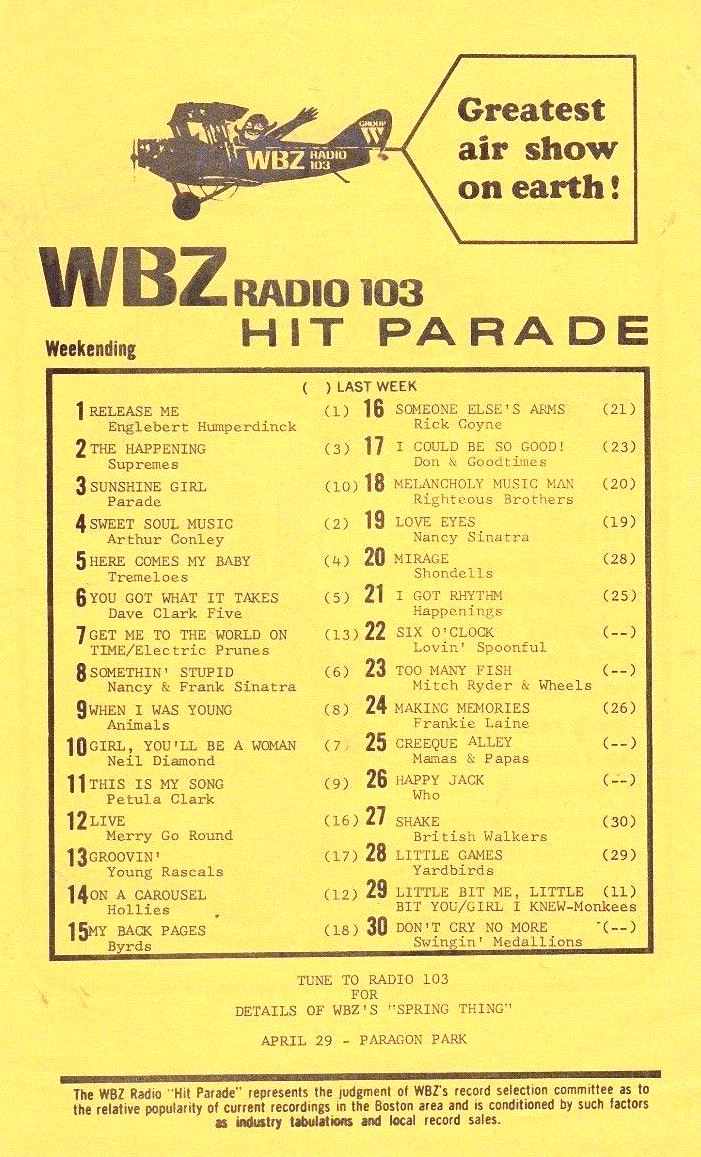 GROUP
W
WBZ RADIO 103
Greatest
air show
on earth!
WBZ RADIO 103
HIT PARADE
Weekending
( ) LAST WEEK
1 RELEASE ME (1)
Englebert Humperdinck
2 THE HAPPENING (3)
Supremes
3 SUNSHINE GIRL (10)
Parade
4 SWEET SOUL MUSIC (2)
Arthur Conley
5 HERE COMES MY BABY (4)
Tremeloes
6 YOU GOT WHAT IT TAKES (5)
Dave Clark Five
7 GET ME TO THE WORLD ON (13)
TIME/Electric Prunes
8 SOMETHIN' STUPID (6)
Nancy & Frank Sinatra
9 WHEN I WAS YOUNG (8)
Animals
10 GIRL, YOU'LL BE A WOMAN (7)
Neil Diamond
11 THIS IS MY SONG (9)
Petula Clark
12 LIVE (16)
Merry Go Round
13 GROOVIN' (17)
Young Rascals
14 ON A CAROUSEL (12)
Hollies
15 MY BACK PAGES (18)
Byrds
16 SOMEONE ELSE'S ARMS (21)
Rick Coyne
17 I COULD BE SO GOOD! (23)
Don & Goodtimes
18 MELANCHOLY MUSIC MAN (20)
Righteous Brothers
19 LOVE EYES (19)
Nancy Sinatra
20 MIRAGE (28)
Shondells
21 I GOT RHYTHM (25)
Happenings
22 SIX O'CLOCK (--)
Lovin' Spoonful
23 TOO MANY FISH (--)
Mitch Ryder & Wheels
24 MAKING MEMORIES (26)
Frankie Laine
25 CREEQUE ALLEY (--)
Mamas & Papas
26 HAPPY JACK (--)
Who
27 SHAKE (30)
British Walkers
28 LITTLE GAMES (29)
Yardbirds
29 LITTLE BIT ME, LITTLE (11)
BIT YOU/GIRL I KNEW-Monkees
30 DON'T CRY NO MORE (--)
Swingin' Medallions
TUNE TO RADIO 103
FOR
DETAILS OF WBZ'S "SPRING THING"
APRIL 29 - PARAGON PARK
The WBZ Radio "Hit Parade" represents the judgment of WBZ's record selection committee as to
the relative popularity of current recordings in the Boston area and is conditioned by such factors
as industry tabulations and local record sales.